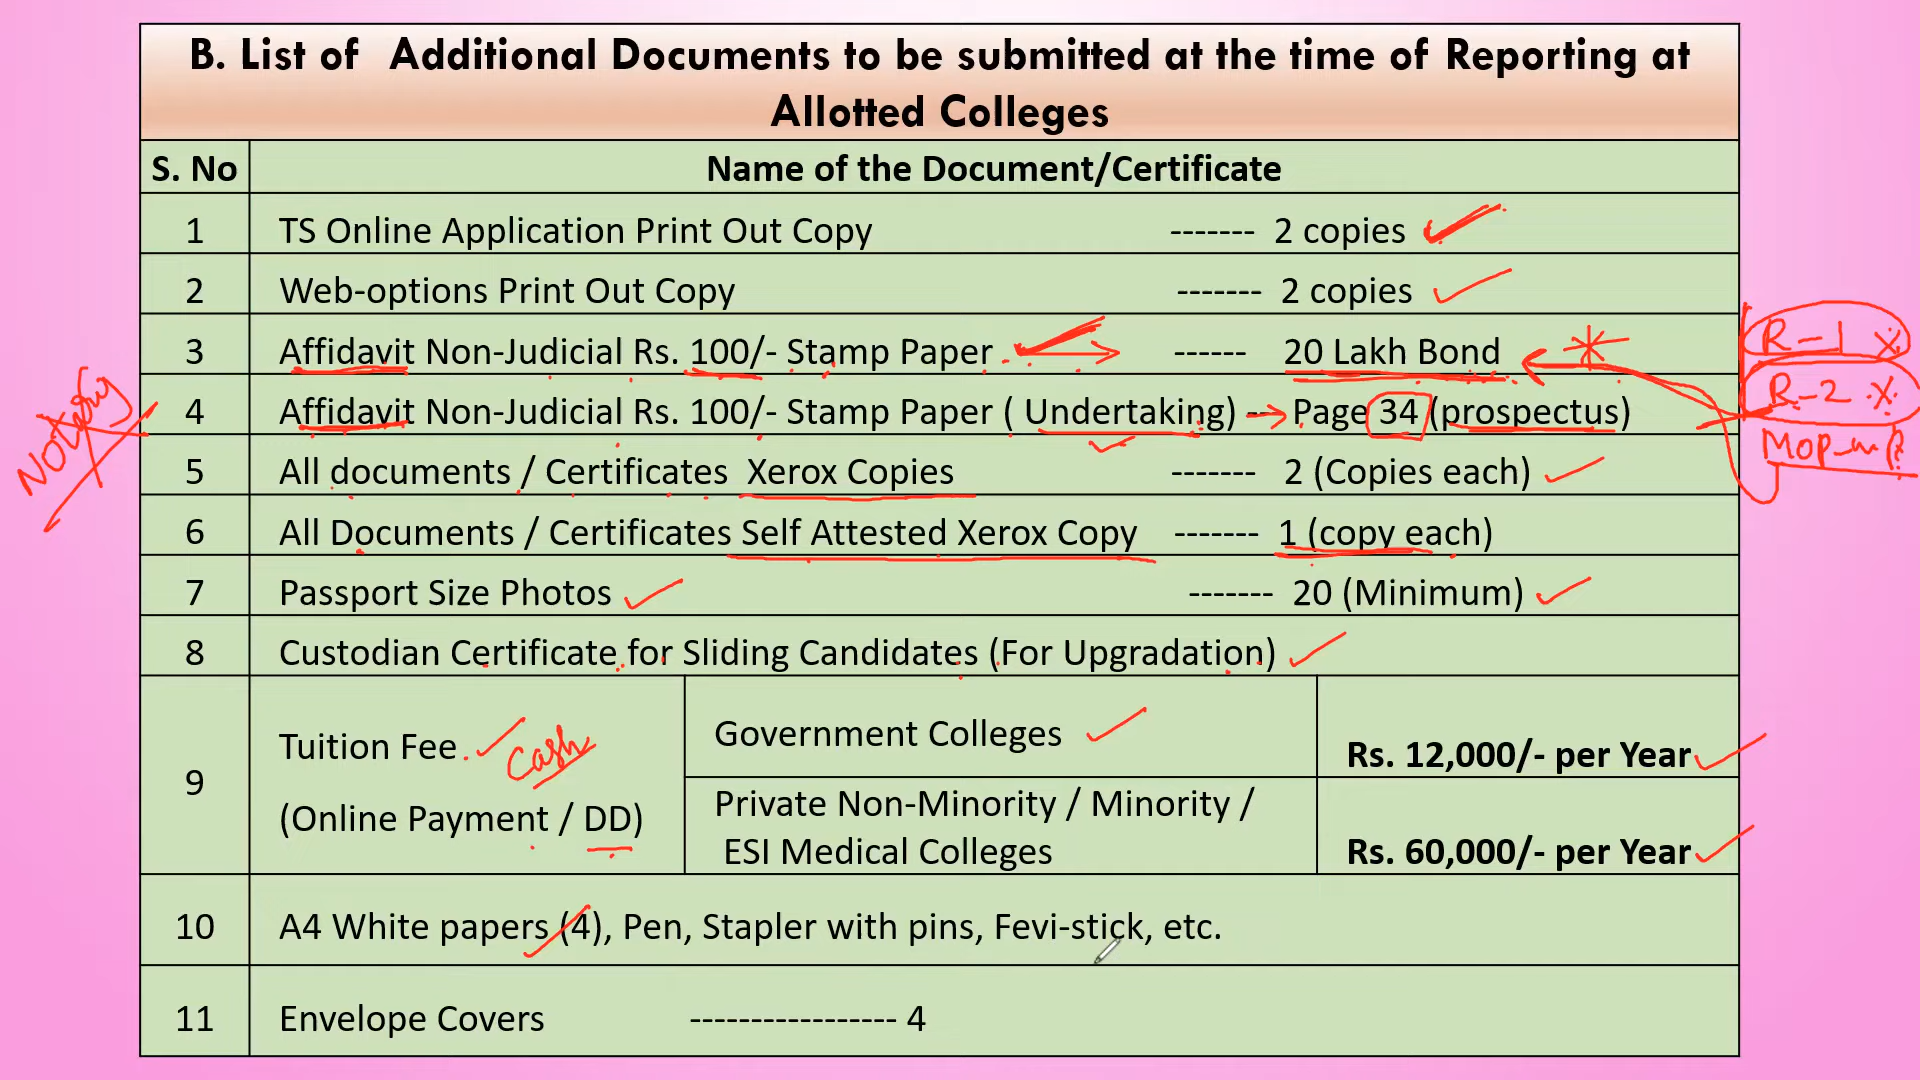 B. List of Additional Documents to be submitted at the time of Reporting at
Allotted Colleges
S. No Name of the Document/Certificate
1 TS Online Application Print Out Copy ------- 2 copies
2 Web-options Print Out Copy ------- 2 copies
3 Affidavit Non-Judicial Rs. 100/- Stamp Paper ------ 20 Lakh Bond
R-1 X
4 Affidavit Non-Judicial Rs. 100/- Stamp Paper ( Undertaking) --- Page 34 (prospectus)
R-2 X
Mop-up
Notary
5 All documents / Certificates Xerox Copies ------- 2 (Copies each)
6 All Documents / Certificates Self Attested Xerox Copy ------- 1 (copy each)
7 Passport Size Photos ------- 20 (Minimum)
8 Custodian Certificate for Sliding Candidates (For Upgradation)
9 Tuition Fee Cash
(Online Payment / DD)
Government Colleges Rs. 12,000/- per Year
Private Non-Minority / Minority /
ESI Medical Colleges Rs. 60,000/- per Year
10 A4 White papers (4), Pen, Stapler with pins, Fevi-stick, etc.
11 Envelope Covers ----------------- 4